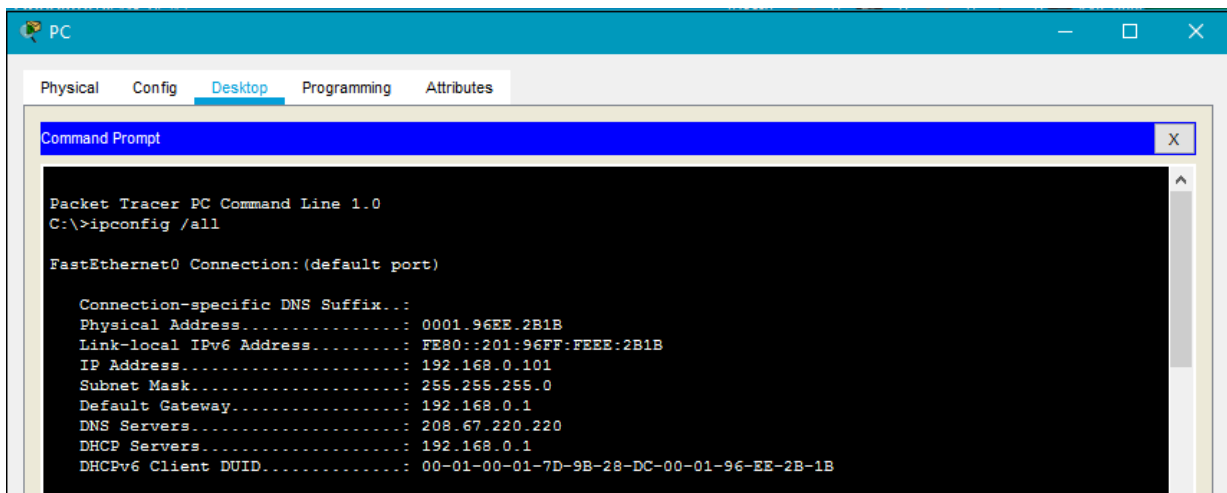 PC
Physical Config Desktop Programming Attributes
Command Prompt
X
Packet Tracer PC Command Line 1.0
C:\>ipconfig /all
FastEthernet0 Connection:(default port)
Connection-specific DNS Suffix..:
Physical Address................: 0001.96EE.2B1B
Link-local IPv6 Address.........: FE80::201:96FF:FEEE:2B1B
IP Address......................: 192.168.0.101
Subnet Mask.....................: 255.255.255.0
Default Gateway.................: 192.168.0.1
DNS Servers.....................: 208.67.220.220
DHCP Servers....................: 192.168.0.1
DHCPv6 Client DUID..............: 00-01-00-01-7D-9B-28-DC-00-01-96-EE-2B-1B